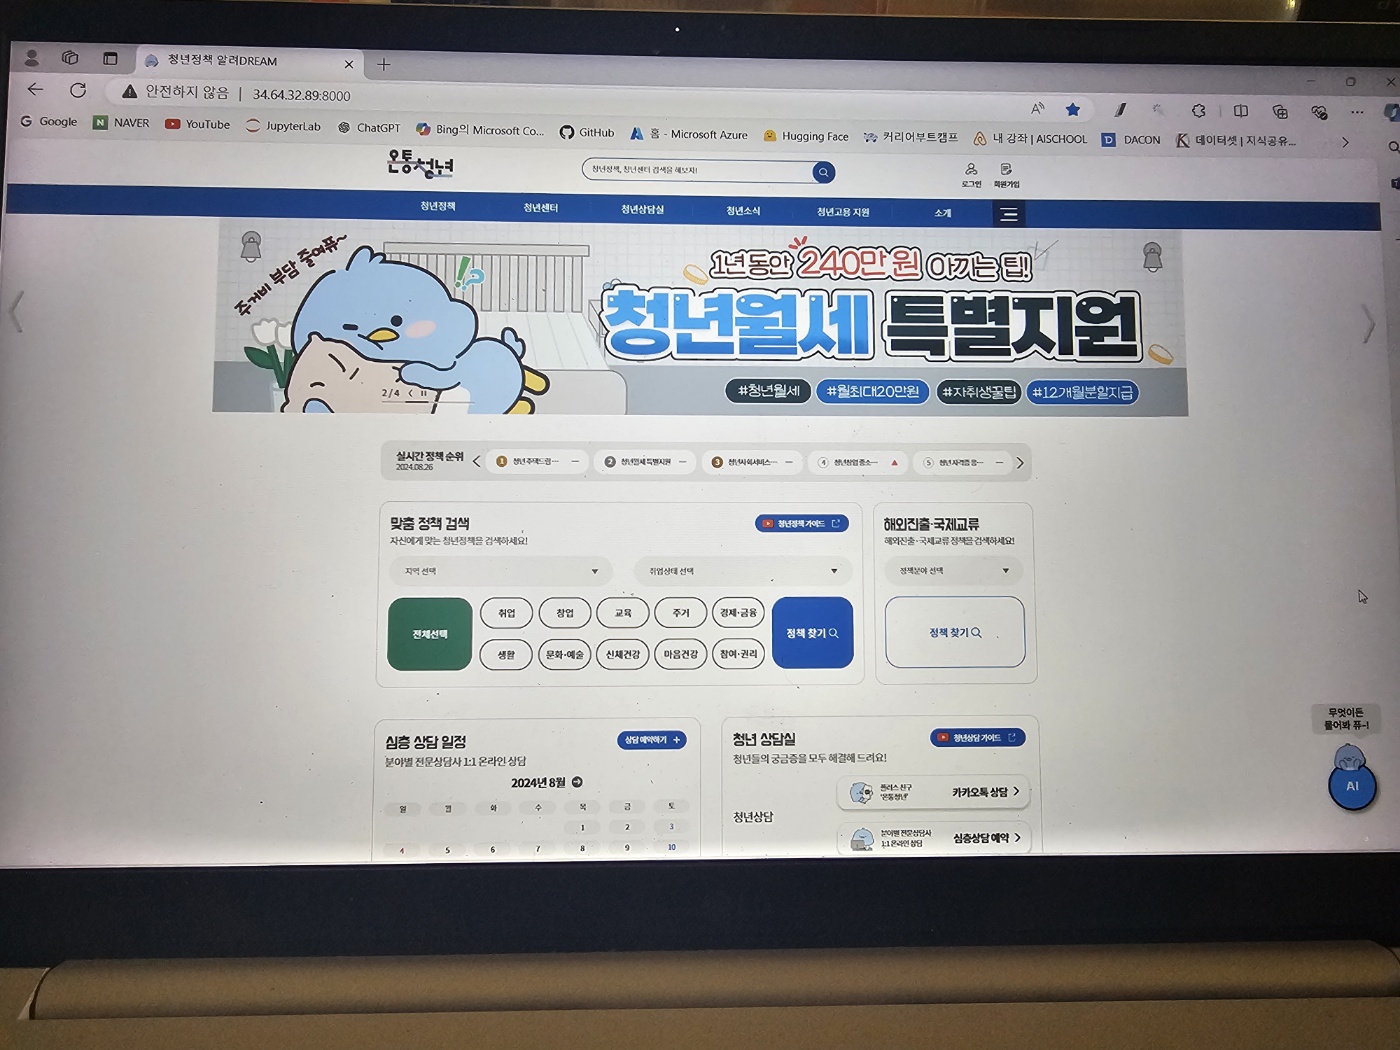 청년정책 알려DREAM
안전하지 않음 | 34.64.32.89:8000
Google NAVER YouTube JupyterLab ChatGPT Bing의 Microsoft Co... GitHub 홈 - Microsoft Azure Hugging Face 커리어부트캠프 내 강좌 | AISCHOOL DACON 데이터셋 | 지식공유...
온통청년
청년정책, 청년센터 검색을 해보자!
로그인 회원가입
청년정책 청년센터 청년상담실 청년소식 청년고용 지원 소개
주거비 부담 줄여퓨~
1년 동안 240만 원 아끼는 팁!
청년월세 특별지원
#청년월세 #월최대20만원 #자취생꿀팁 #12개월분할지급
2/4
실시간 정책 순위
2024.08.26
1 청년 주택드림... 2 청년월세 특별지원 3 청년사회서비스... 4 청년창업 중소... 5 청년 자격증 응...
맞춤 정책 검색
청년정책 가이드
자신에게 맞는 청년정책을 검색하세요!
지역 선택 취업상태 선택
전체선택
취업 창업 교육 주거 경제·금융
생활 문화·예술 신체건강 마음건강 참여·권리
정책 찾기
해외진출·국제교류
해외진출·국제교류 정책을 검색하세요!
정책분야 선택
정책 찾기
심층 상담 일정
상담 예약하기 +
분야별 전문상담사 1:1 온라인 상담
2024년 8월
일 월 화 수 목 금 토
1 2 3
4 5 6 7 8 9 10
청년 상담실
청년상담 가이드
청년들의 궁금증을 모두 해결해 드려요!
청년상담
플러스 친구
'온통청년'
카카오톡 상담
분야별 전문상담사
1:1 온라인 상담
심층상담 예약
무엇이든
물어봐 퓨~!
AI